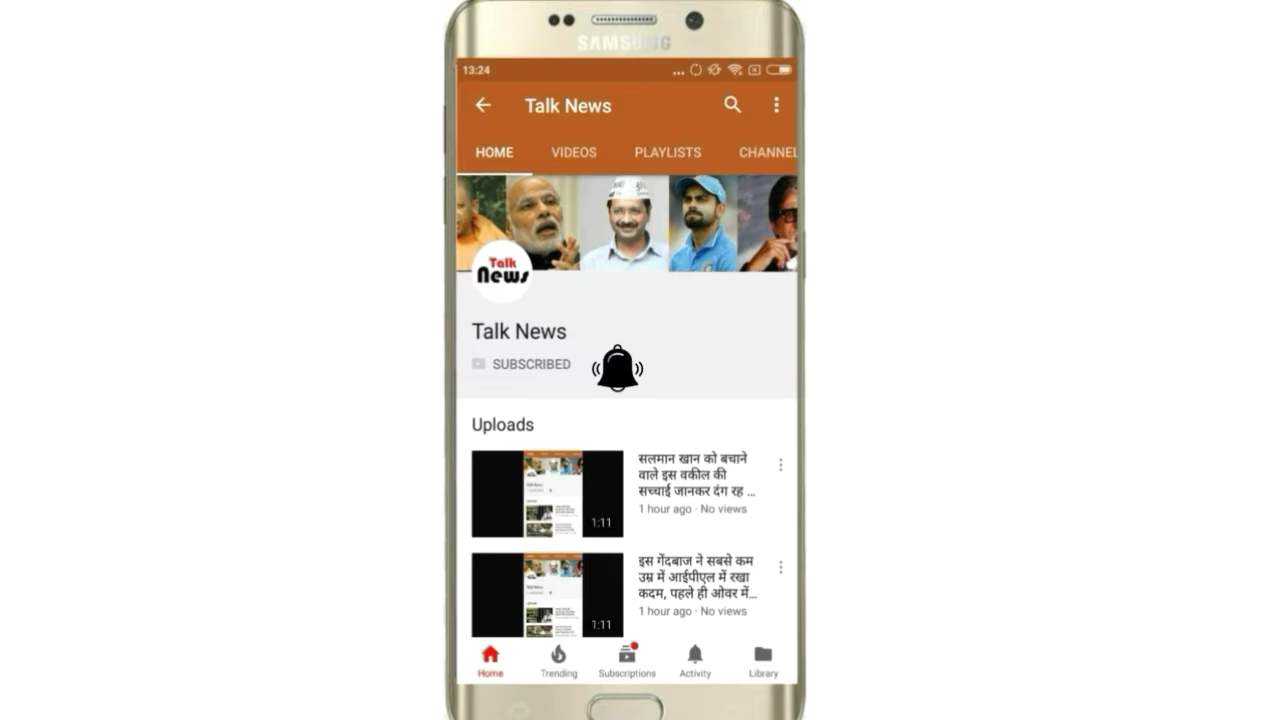 SAMSUNG
13:24
Talk News
HOME VIDEOS PLAYLISTS CHANNEL
Talk
News
Talk News
SUBSCRIBED
Uploads
सलमान खान को बचाने
वाले इस वकील की
सच्चाई जानकर दंग रह ...
1 hour ago · No views
1:11
इस गेंदबाज ने सबसे कम
उम्र में आईपीएल में रखा
कदम, पहले ही ओवर में...
1 hour ago · No views
1:11
Home Trending Subscriptions Activity Library